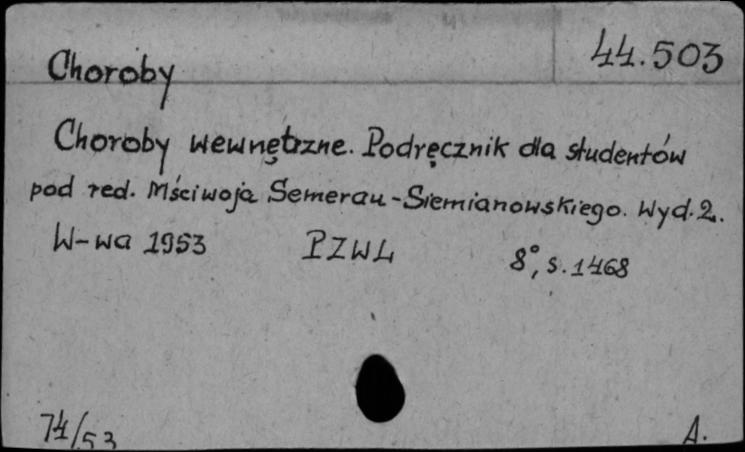 44.503
Choroby
Choroby wewnętrzne. Podręcznik dla studentów
pod red. Mściwoja Semerau-Siemianowskiego. Wyd. 2.
W-wa 1953 PZWL 8°, s. 1468
74/53 A.